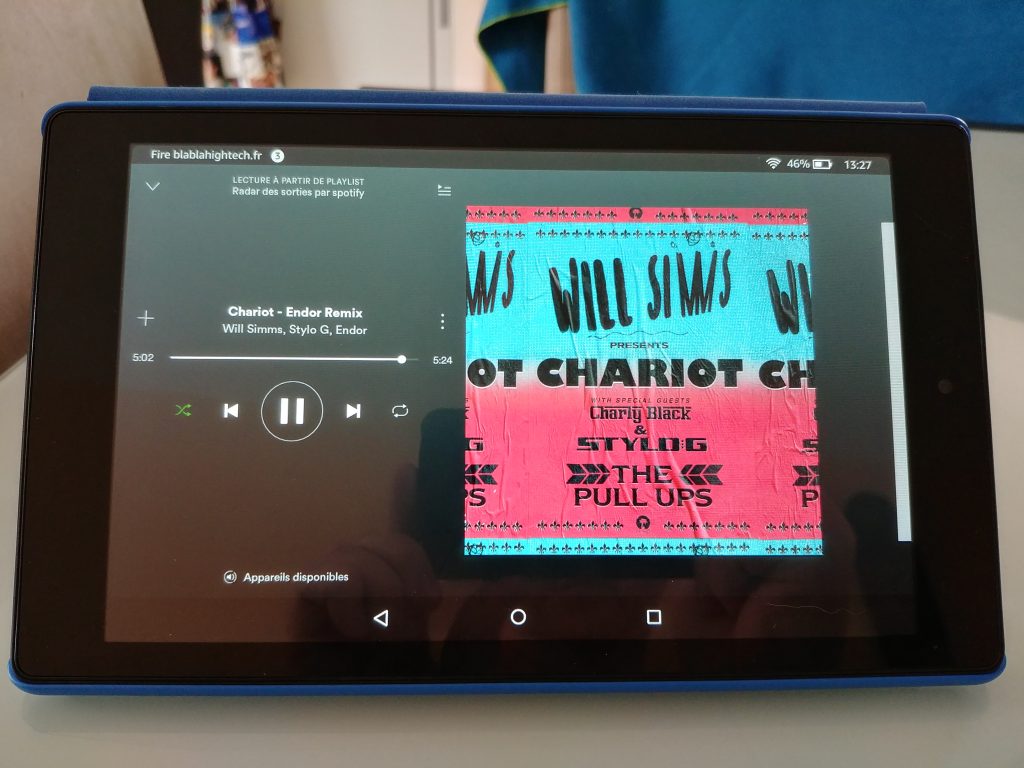 Fire blablahightech.fr 3
46% 13:27
LECTURE À PARTIR DE PLAYLIST
Radar des sorties par spotify
Chariot - Endor Remix
Will Simms, Stylo G, Endor
5:02
5:24
Appareils disponibles
WILL SIMMS
PRESENTS
CHARIOT
WITH SPECIAL GUESTS
Charly Black
&
STYLO G
THE
PULL UPS